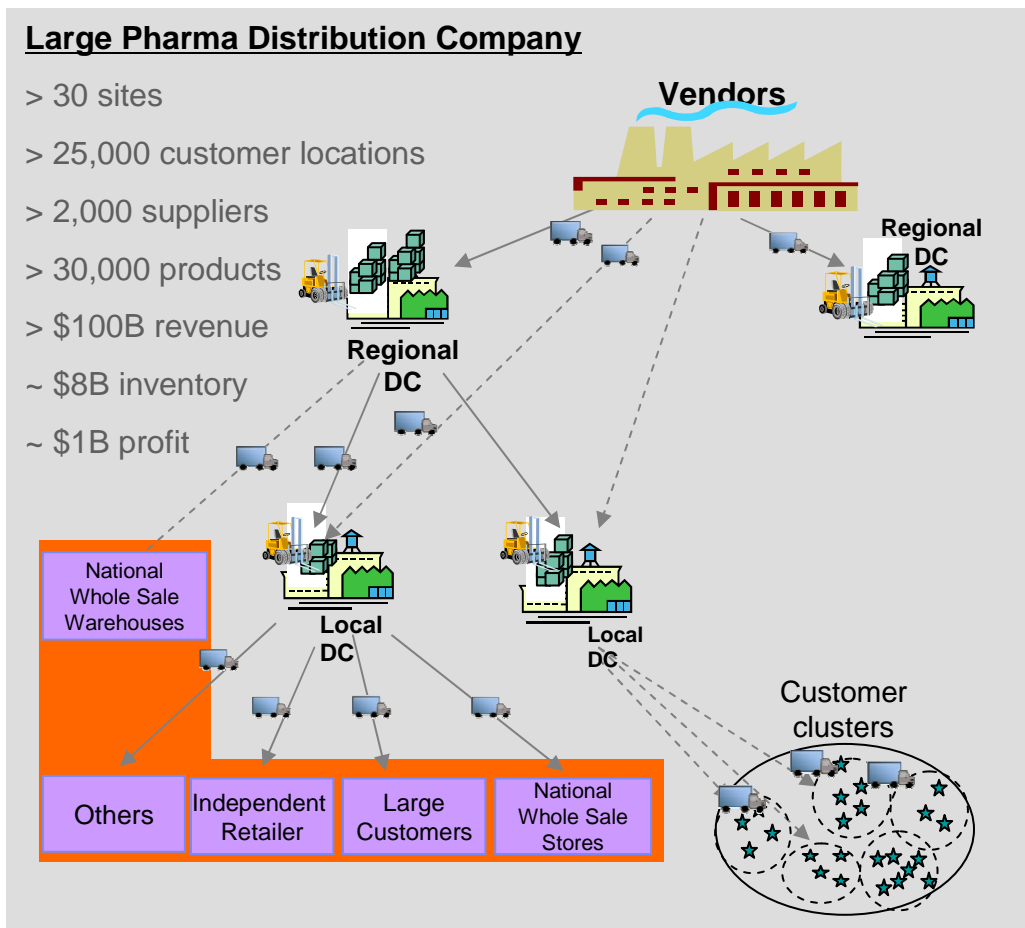 Large Pharma Distribution Company
> 30 sites
> 25,000 customer locations
> 2,000 suppliers
> 30,000 products
> $100B revenue
~ $8B inventory
~ $1B profit
Vendors
Regional
DC
Regional
DC
National
Whole Sale
Warehouses
Local
DC
Local
DC
Customer
clusters
Others
Independent
Retailer
Large
Customers
National
Whole Sale
Stores